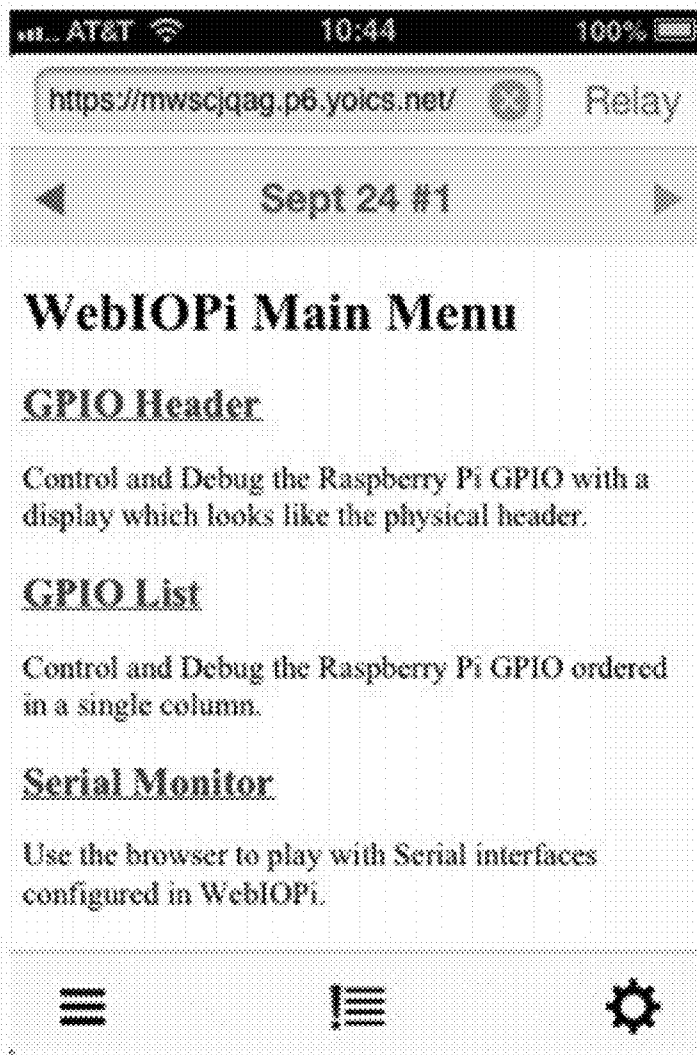 AT&T 10:44 100%
https://mwscjqag.p6.yoics.net/ Relay
Sept 24 #1
WebIOPi Main Menu
GPIO Header
Control and Debug the Raspberry Pi GPIO with a
display which looks like the physical header.
GPIO List
Control and Debug the Raspberry Pi GPIO ordered
in a single column.
Serial Monitor
Use the browser to play with Serial interfaces
configured in WebIOPi.